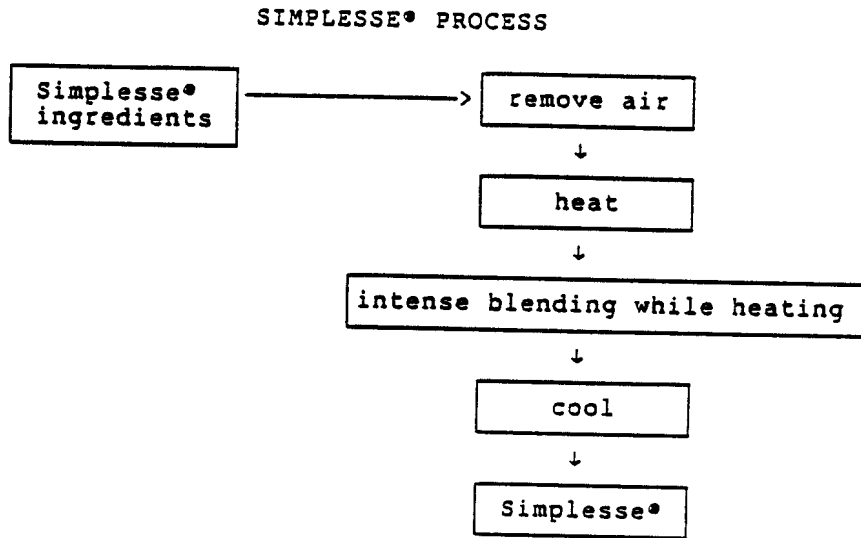 SIMPLESSE® PROCESS
Simplesse®
ingredients
remove air
heat
intense blending while heating
cool
Simplesse®